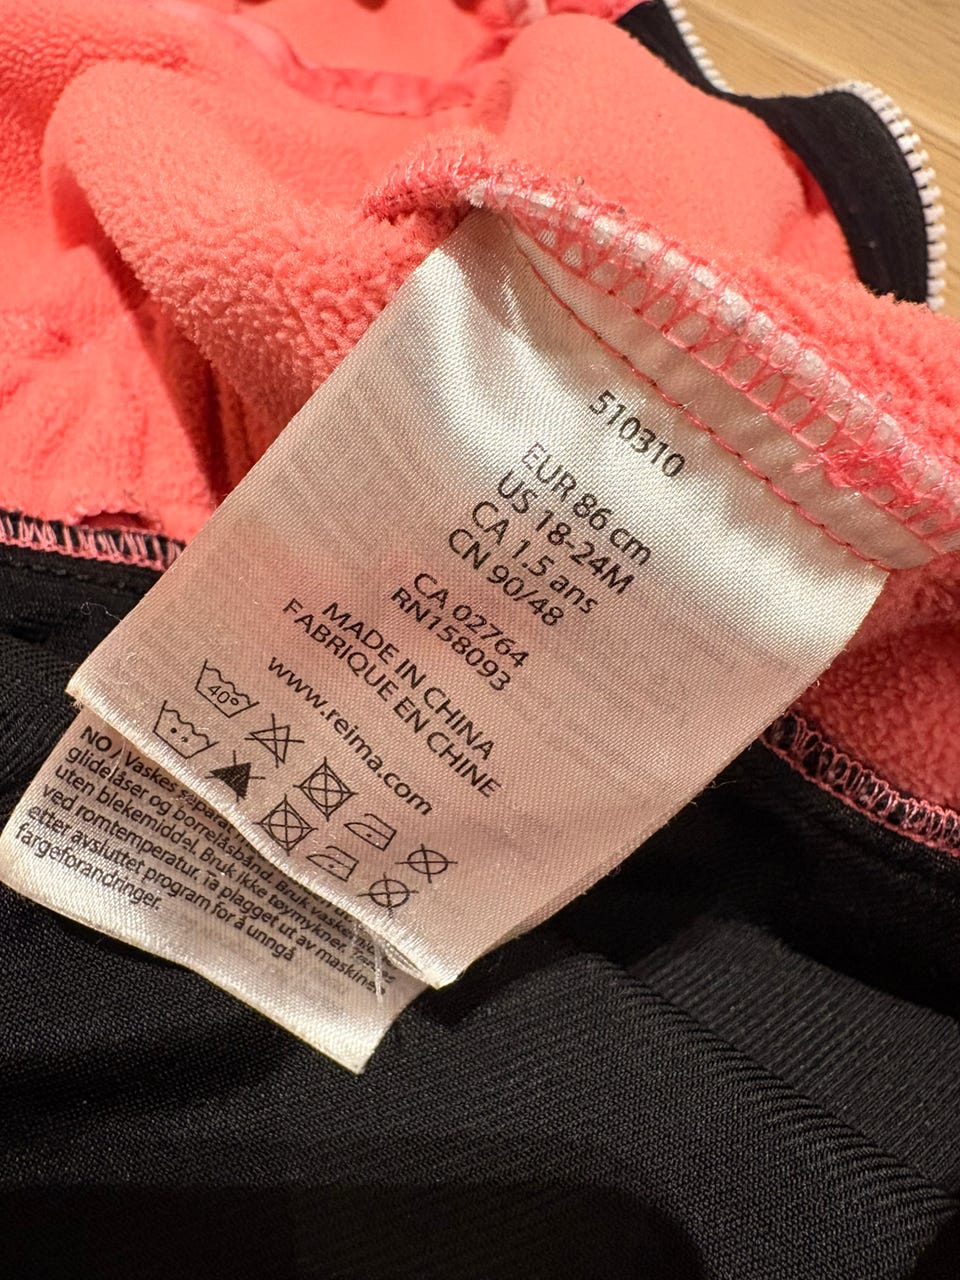 510310
EUR 86 cm
US 18-24M
CA 1.5 ans
CN 90/48
CA 02764
RN158093
MADE IN CHINA
FABRIQUE EN CHINE
www.reima.com
40°
NO / Vaskes separat
glidelåser og borrelåsbånd. Bruk vaskemid
uten blekemiddel. Bruk ikke tøymykner.
ved romtemperatur. Ta plagget ut av maskinen
etter avsluttet program for å unngå
fargeforandringer.